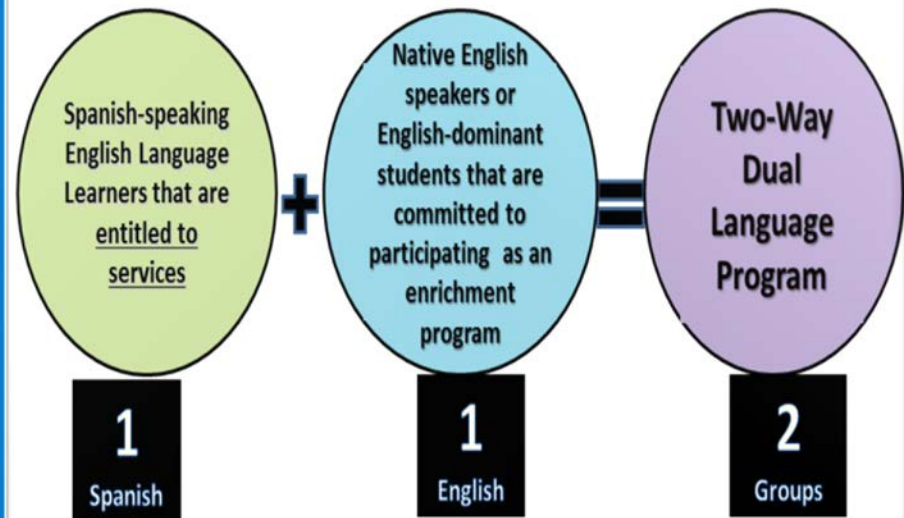 Spanish-speaking
English Language
Learners that are
entitled to
services
+
Native English
speakers or
English-dominant
students that are
committed to
participating as an
enrichment
program
=
Two-Way
Dual
Language
Program
1
Spanish
1
English
2
Groups